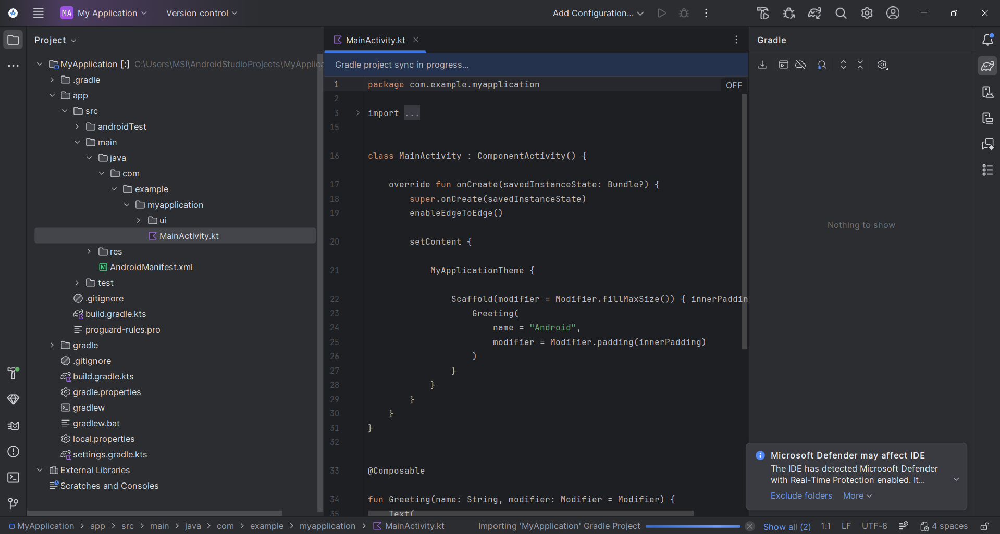 MA My Application Version control Add Configuration...
Project
MainActivity.kt
Gradle
MyApplication [:] C:\Users\MSI\AndroidStudioProjects\MyApplica
.gradle
app
src
androidTest
main
java
com
example
myapplication
ui
MainActivity.kt
res
AndroidManifest.xml
test
.gitignore
build.gradle.kts
proguard-rules.pro
gradle
.gitignore
build.gradle.kts
gradle.properties
gradlew
gradlew.bat
local.properties
settings.gradle.kts
External Libraries
Scratches and Consoles
Gradle project sync in progress...
1 package com.example.myapplication
OFF
2
3 import ...
15
16 class MainActivity : ComponentActivity() {
17 override fun onCreate(savedInstanceState: Bundle?) {
18 super.onCreate(savedInstanceState)
19 enableEdgeToEdge()
20 setContent {
21 MyApplicationTheme {
22 Scaffold(modifier = Modifier.fillMaxSize()) { innerPaddin
23 Greeting(
24 name = "Android",
25 modifier = Modifier.padding(innerPadding)
26 )
27 }
28 }
29 }
30 }
31 }
32
33 @Composable
34 fun Greeting(name: String, modifier: Modifier = Modifier) {
35 Text(
Nothing to show
Microsoft Defender may affect IDE
The IDE has detected Microsoft Defender
with Real-Time Protection enabled. It...
Exclude folders More
MyApplication > app > src > main > java > com > example > myapplication > MainActivity.kt
Importing 'MyApplication' Gradle Project Show all (2) 1:1 LF UTF-8 4 spaces